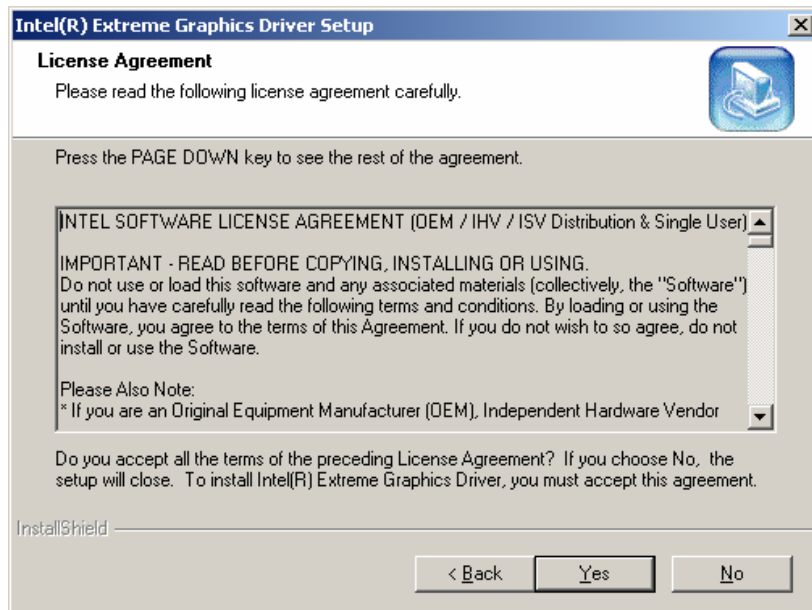 Intel(R) Extreme Graphics Driver Setup
License Agreement
Please read the following license agreement carefully.
Press the PAGE DOWN key to see the rest of the agreement.
INTEL SOFTWARE LICENSE AGREEMENT (OEM / IHV / ISV Distribution & Single User)
IMPORTANT - READ BEFORE COPYING, INSTALLING OR USING.
Do not use or load this software and any associated materials (collectively, the "Software")
until you have carefully read the following terms and conditions. By loading or using the
Software, you agree to the terms of this Agreement. If you do not wish to so agree, do not
install or use the Software.
Please Also Note:
* If you are an Original Equipment Manufacturer (OEM), Independent Hardware Vendor
Do you accept all the terms of the preceding License Agreement?  If you choose No,  the
setup will close.  To install Intel(R) Extreme Graphics Driver, you must accept this agreement.
InstallShield
< Back
Yes
No